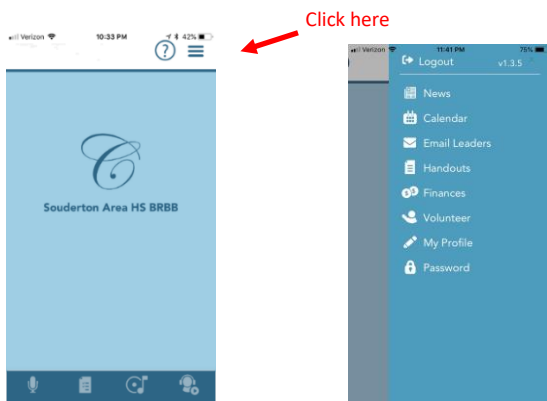 Click here
Verizon 10:33 PM 42%
?
C
Souderton Area HS BRBB
Verizon 11:41 PM 75%
Logout v1.3.5
News
Calendar
Email Leaders
Handouts
Finances
Volunteer
My Profile
Password